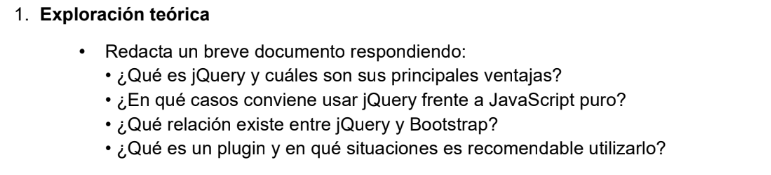 1. Exploración teórica
• Redacta un breve documento respondiendo:
• ¿Qué es jQuery y cuáles son sus principales ventajas?
• ¿En qué casos conviene usar jQuery frente a JavaScript puro?
• ¿Qué relación existe entre jQuery y Bootstrap?
• ¿Qué es un plugin y en qué situaciones es recomendable utilizarlo?